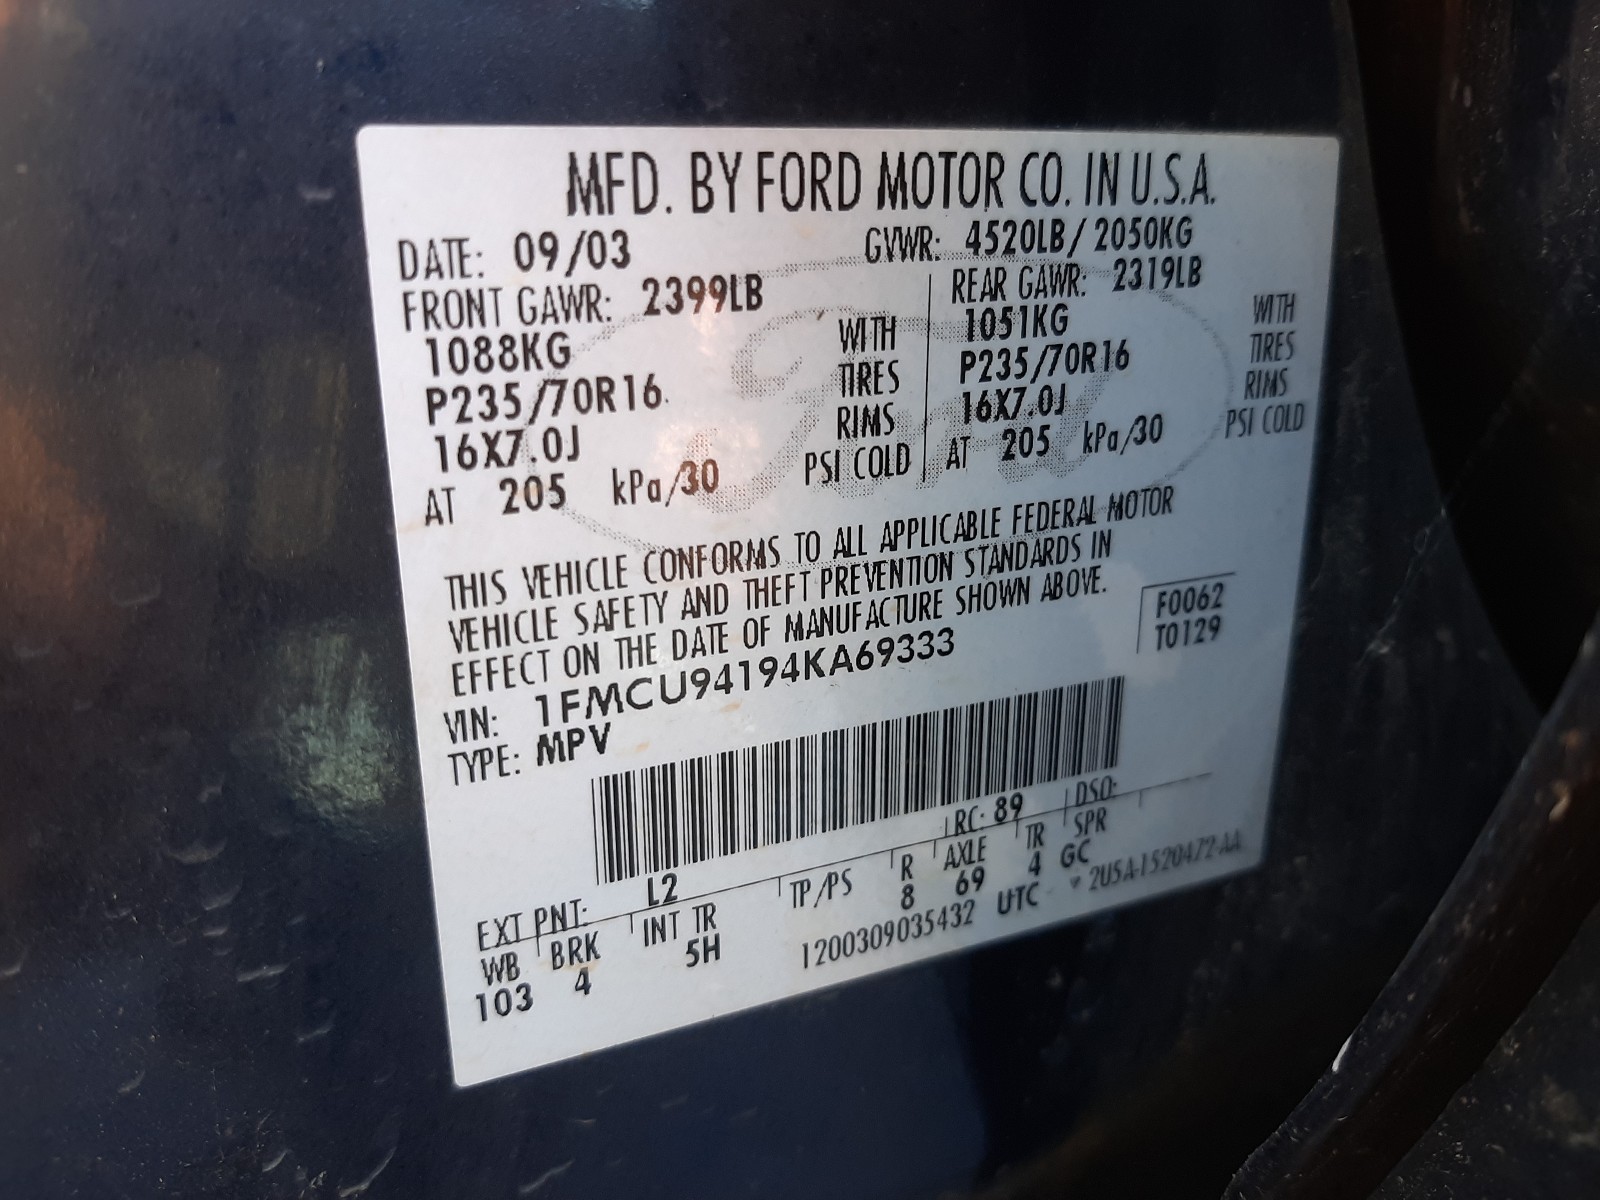 MFD. BY FORD MOTOR CO. IN U.S.A.
DATE: 09/03 GVWR: 4520LB/2050KG
FRONT GAWR: 2399LB REAR GAWR: 2319LB
1088KG WITH 1051KG WITH
P235/70R16 TIRES P235/70R16 TIRES
16X7.0J RIMS 16X7.0J RIMS
AT 205 kPa/30 PSI COLD AT 205 kPa/30 PSI COLD
THIS VEHICLE CONFORMS TO ALL APPLICABLE FEDERAL MOTOR
VEHICLE SAFETY AND THEFT PREVENTION STANDARDS IN
EFFECT ON THE DATE OF MANUFACTURE SHOWN ABOVE.
F0062
T0129
VIN: 1FMCU94194KA69333
TYPE: MPV
EXT PNT: L2 RC: 89 DSO:
WB BRK INT TR TP/PS R AXLE TR SPR
103 4 5H 8 69 4 GC
1200309035432 UTC 2U5A-1520472-AA
Ford